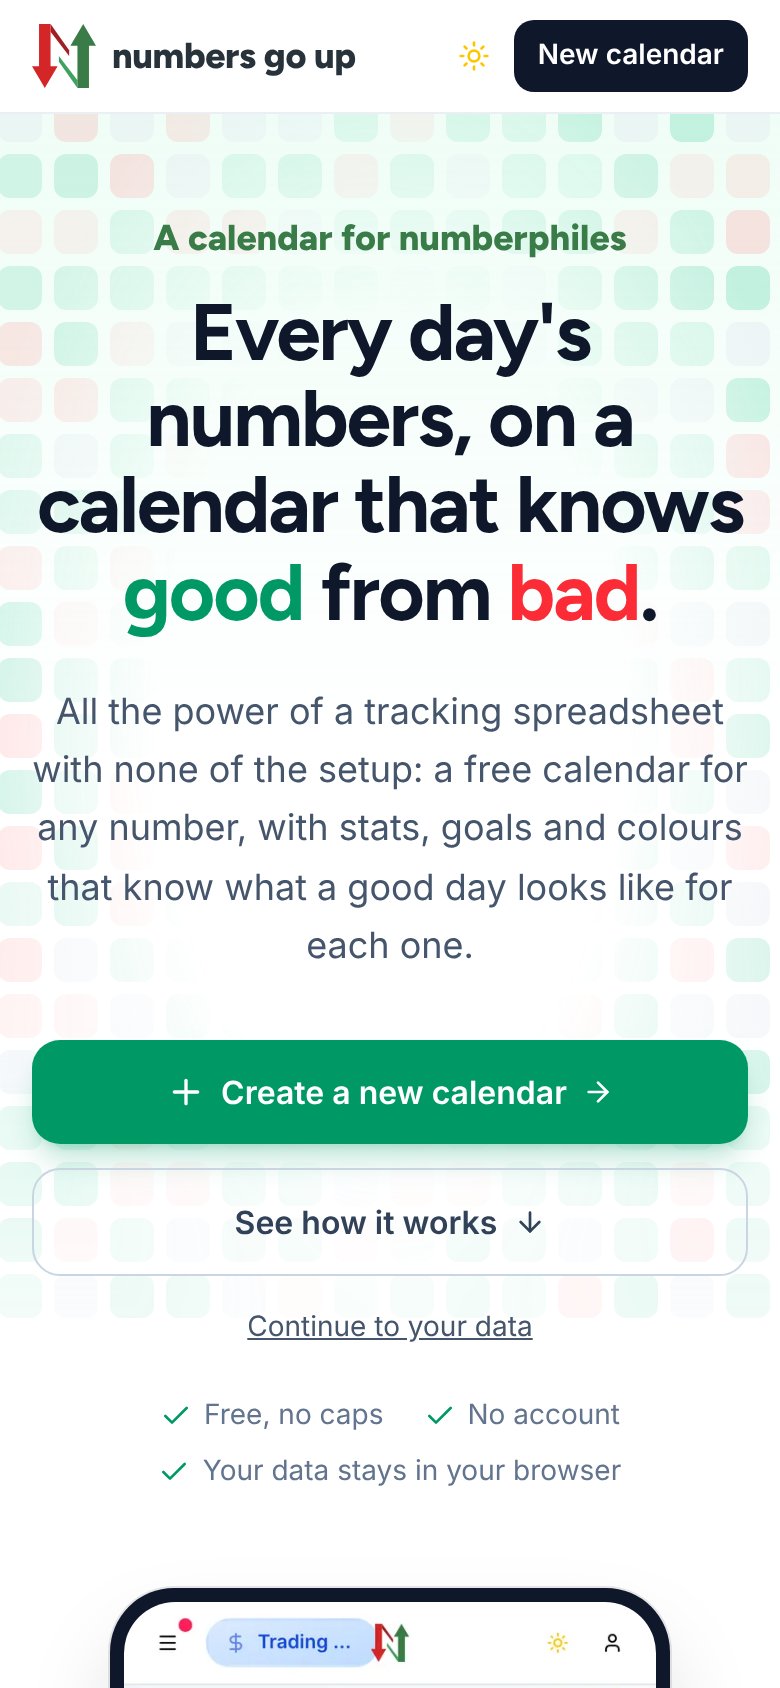 numbers go up
New calendar
A calendar for numberphiles
Every day's
numbers, on a
calendar that knows
good from bad.
All the power of a tracking spreadsheet
with none of the setup: a free calendar for
any number, with stats, goals and colours
that know what a good day looks like for
each one.
Create a new calendar
See how it works
Continue to your data
Free, no caps
No account
Your data stays in your browser
Trading ...